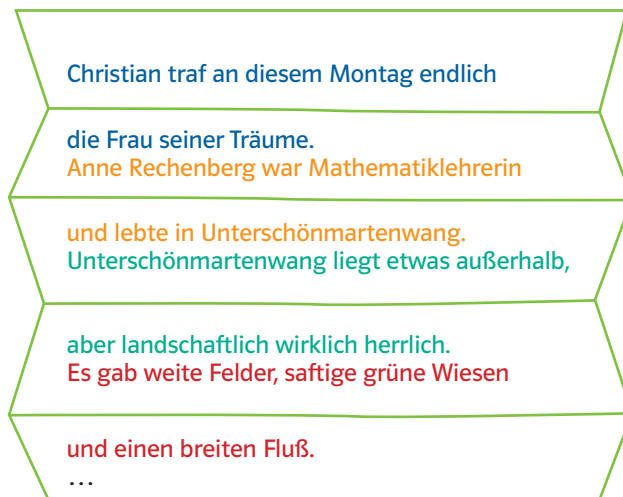 Christian traf an diesem Montag endlich
die Frau seiner Träume.
Anne Rechenberg war Mathematiklehrerin
und lebte in Unterschönmartenwang.
Unterschönmartenwang liegt etwas außerhalb,
aber landschaftlich wirklich herrlich.
Es gab weite Felder, saftige grüne Wiesen
und einen breiten Fluß.
...